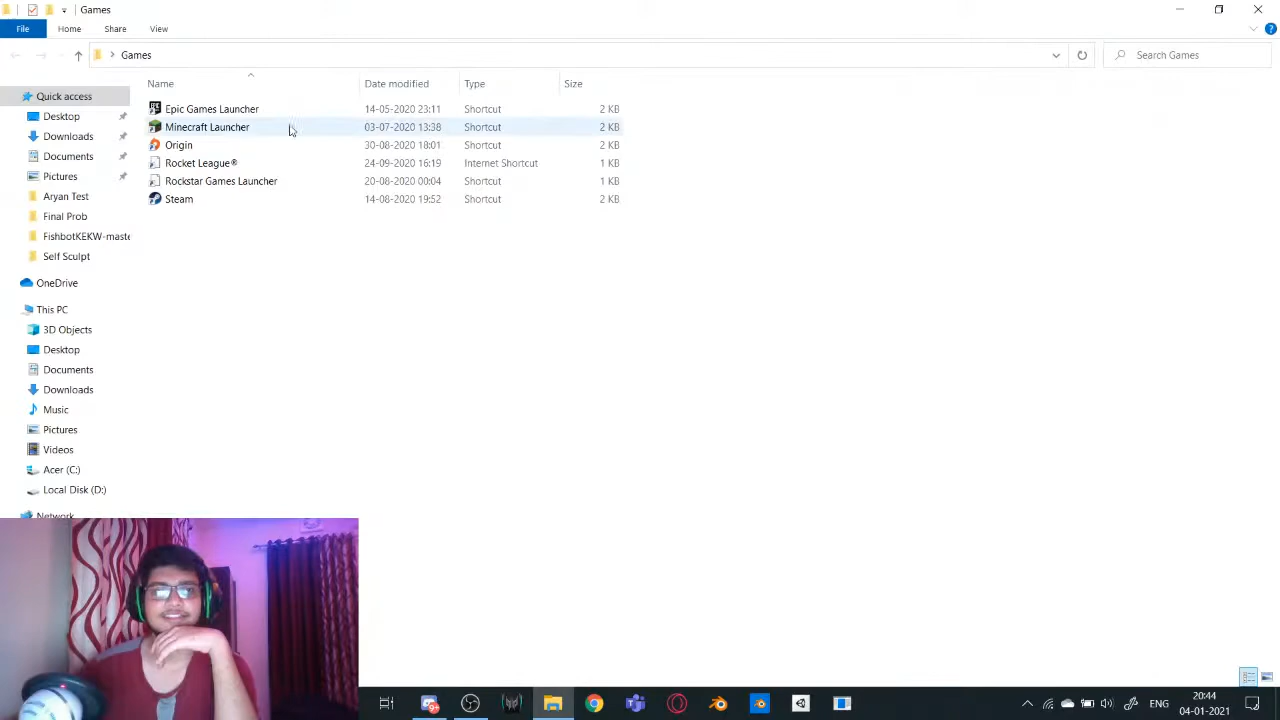 Games
File Home Share View
Games
Search Games
Name Date modified Type Size
Epic Games Launcher 14-05-2020 23:11 Shortcut 2 KB
Minecraft Launcher 03-07-2020 13:38 Shortcut 2 KB
Origin 30-08-2020 18:01 Shortcut 2 KB
Rocket League® 24-09-2020 16:19 Internet Shortcut 1 KB
Rockstar Games Launcher 20-08-2020 00:04 Shortcut 1 KB
Steam 14-08-2020 19:52 Shortcut 2 KB
Quick access
Desktop
Downloads
Documents
Pictures
Aryan Test
Final Prob
FishbotKEKW-maste
Self Sculpt
OneDrive
This PC
3D Objects
Desktop
Documents
Downloads
Music
Pictures
Videos
Acer (C:)
Local Disk (D:)
Network
ENG
20:44
04-01-2021